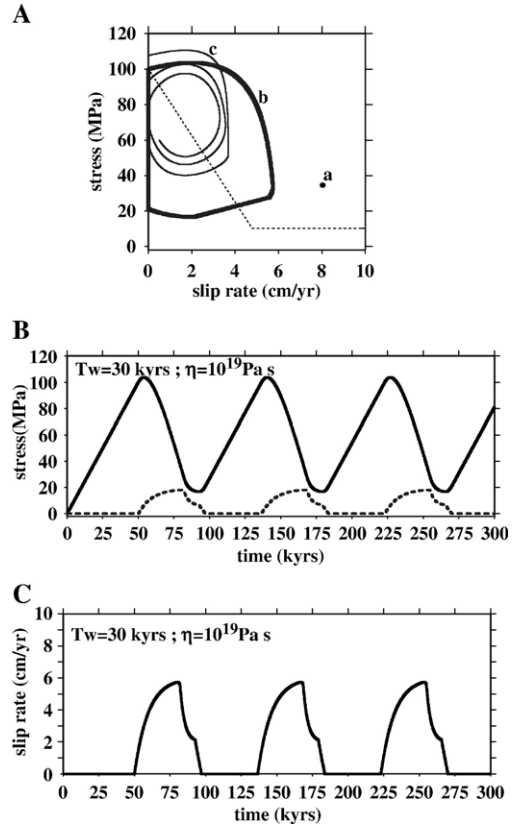 A
120
100
80
60
40
20
0
stress (MPa)
c
b
a
0 2 4 6 8 10
slip rate (cm/yr)
B
120
100
80
60
40
20
0
stress(MPa)
Tw=30 kyrs ; η=10¹⁹Pa s
0 25 50 75 100 125 150 175 200 225 250 275 300
time (kyrs)
C
10
8
6
4
2
0
slip rate (cm/yr)
Tw=30 kyrs ; η=10¹⁹Pa s
0 25 50 75 100 125 150 175 200 225 250 275 300
time (kyrs)